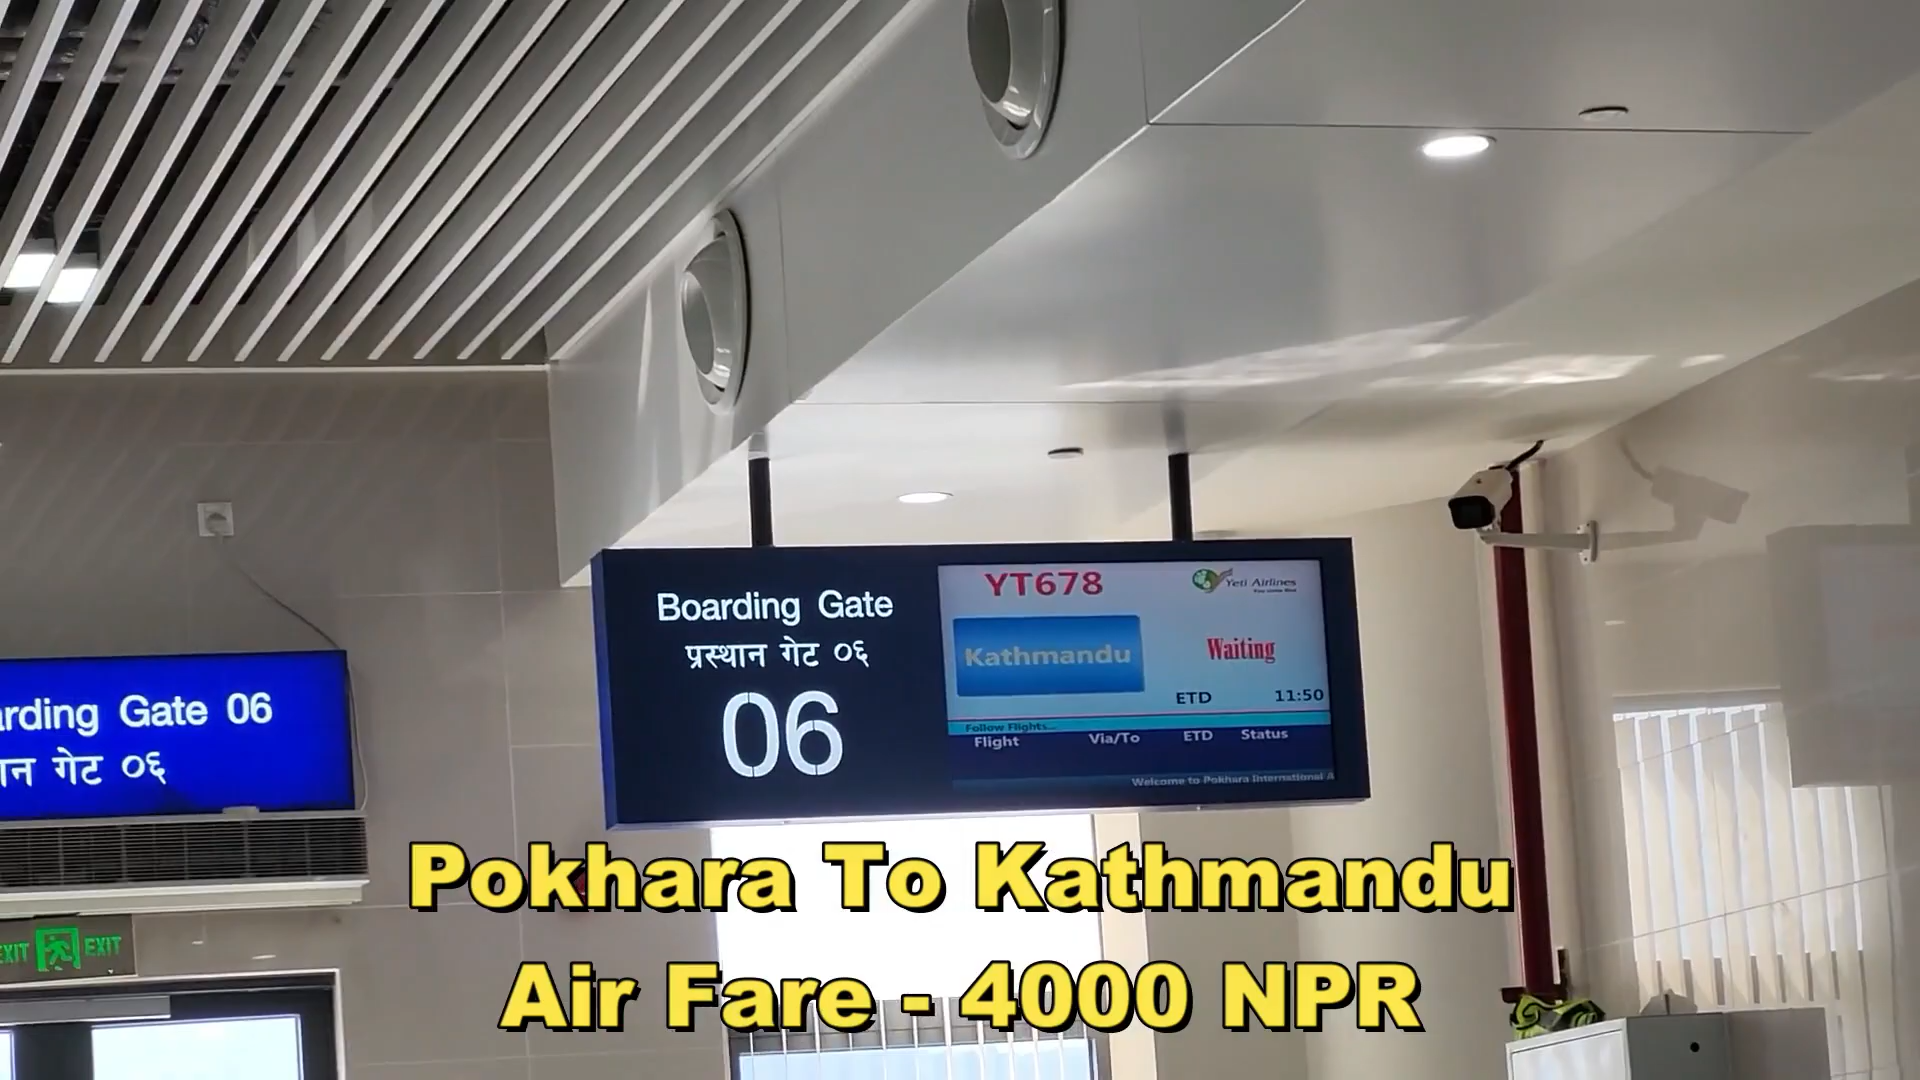 Boarding Gate
प्रस्थान गेट ०६
06
YT678
Yeti Airlines
Kathmandu
Waiting
ETD 11:50
Follow Flights...
Flight Via/To ETD Status
Welcome to Pokhara International A
arding Gate 06
ान गेट ०६
EXIT EXIT
Pokhara To Kathmandu
Air Fare - 4000 NPR